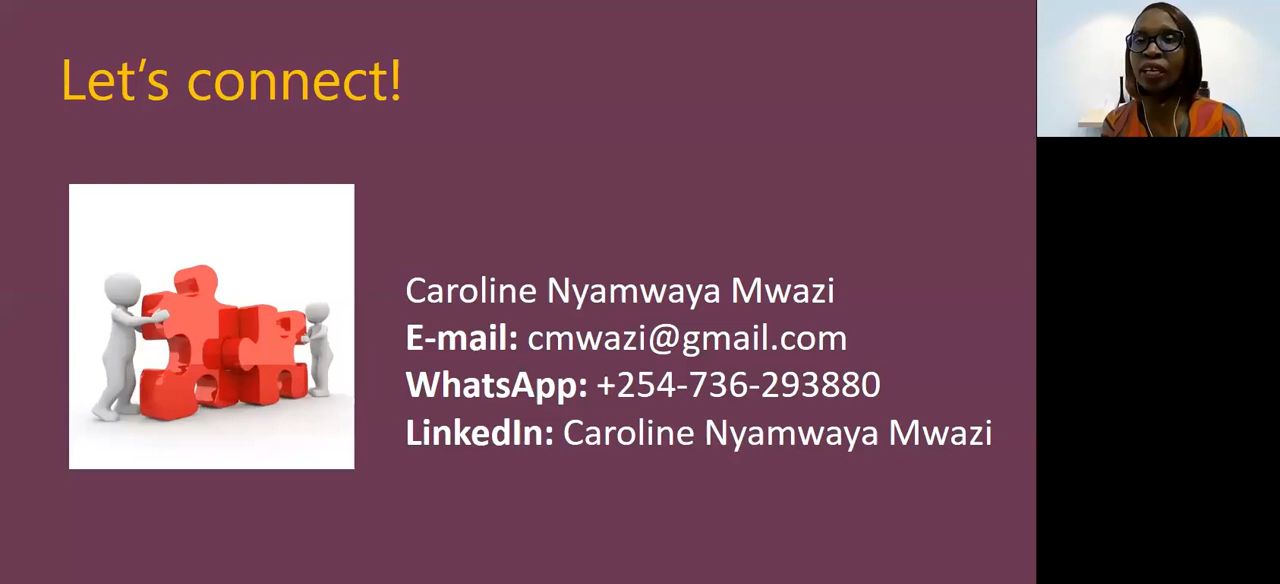 Let's connect!
Caroline Nyamwaya Mwazi
E-mail: cmwazi@gmail.com
WhatsApp: +254-736-293880
LinkedIn: Caroline Nyamwaya Mwazi